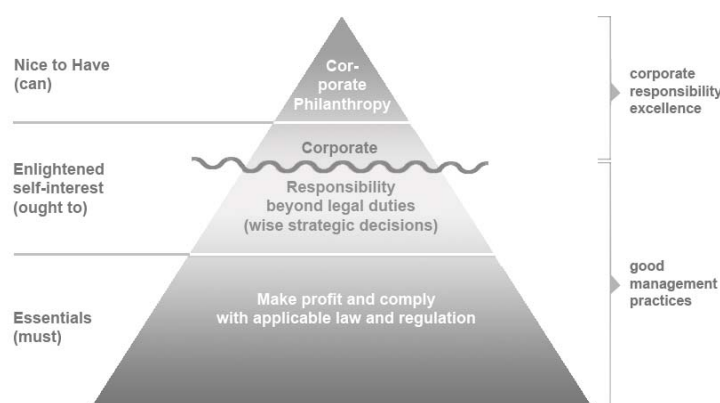 Nice to Have
(can)
Cor-
porate
Philanthropy
corporate
responsibility
excellence
Enlightened
self-interest
(ought to)
Corporate
Responsibility
beyond legal duties
(wise strategic decisions)
good
management
practices
Essentials
(must)
Make profit and comply
with applicable law and regulation